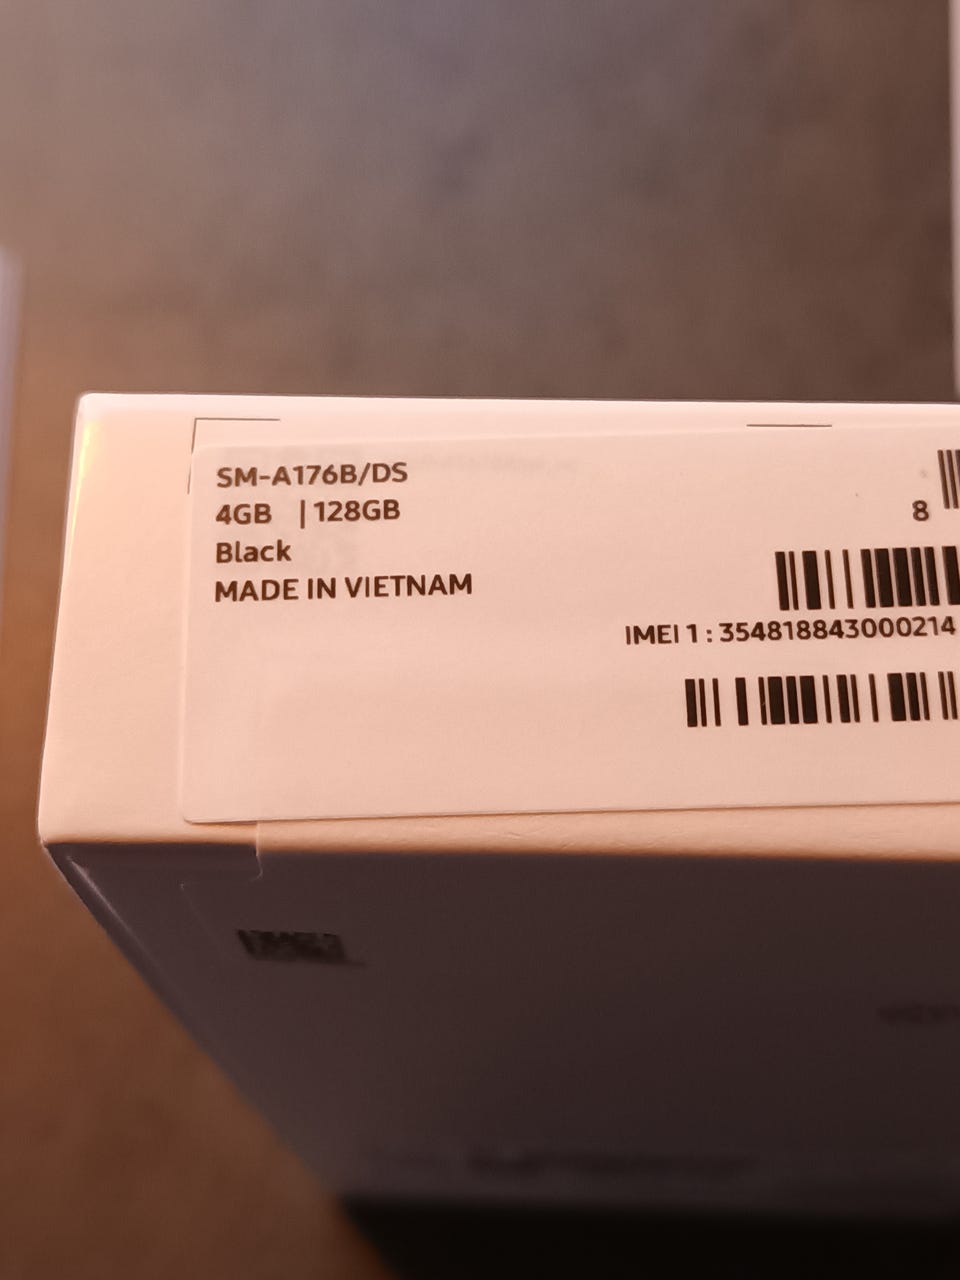 SM-A176B/DS
4GB | 128GB
Black
MADE IN VIETNAM
8
IMEI 1 : 354818843000214